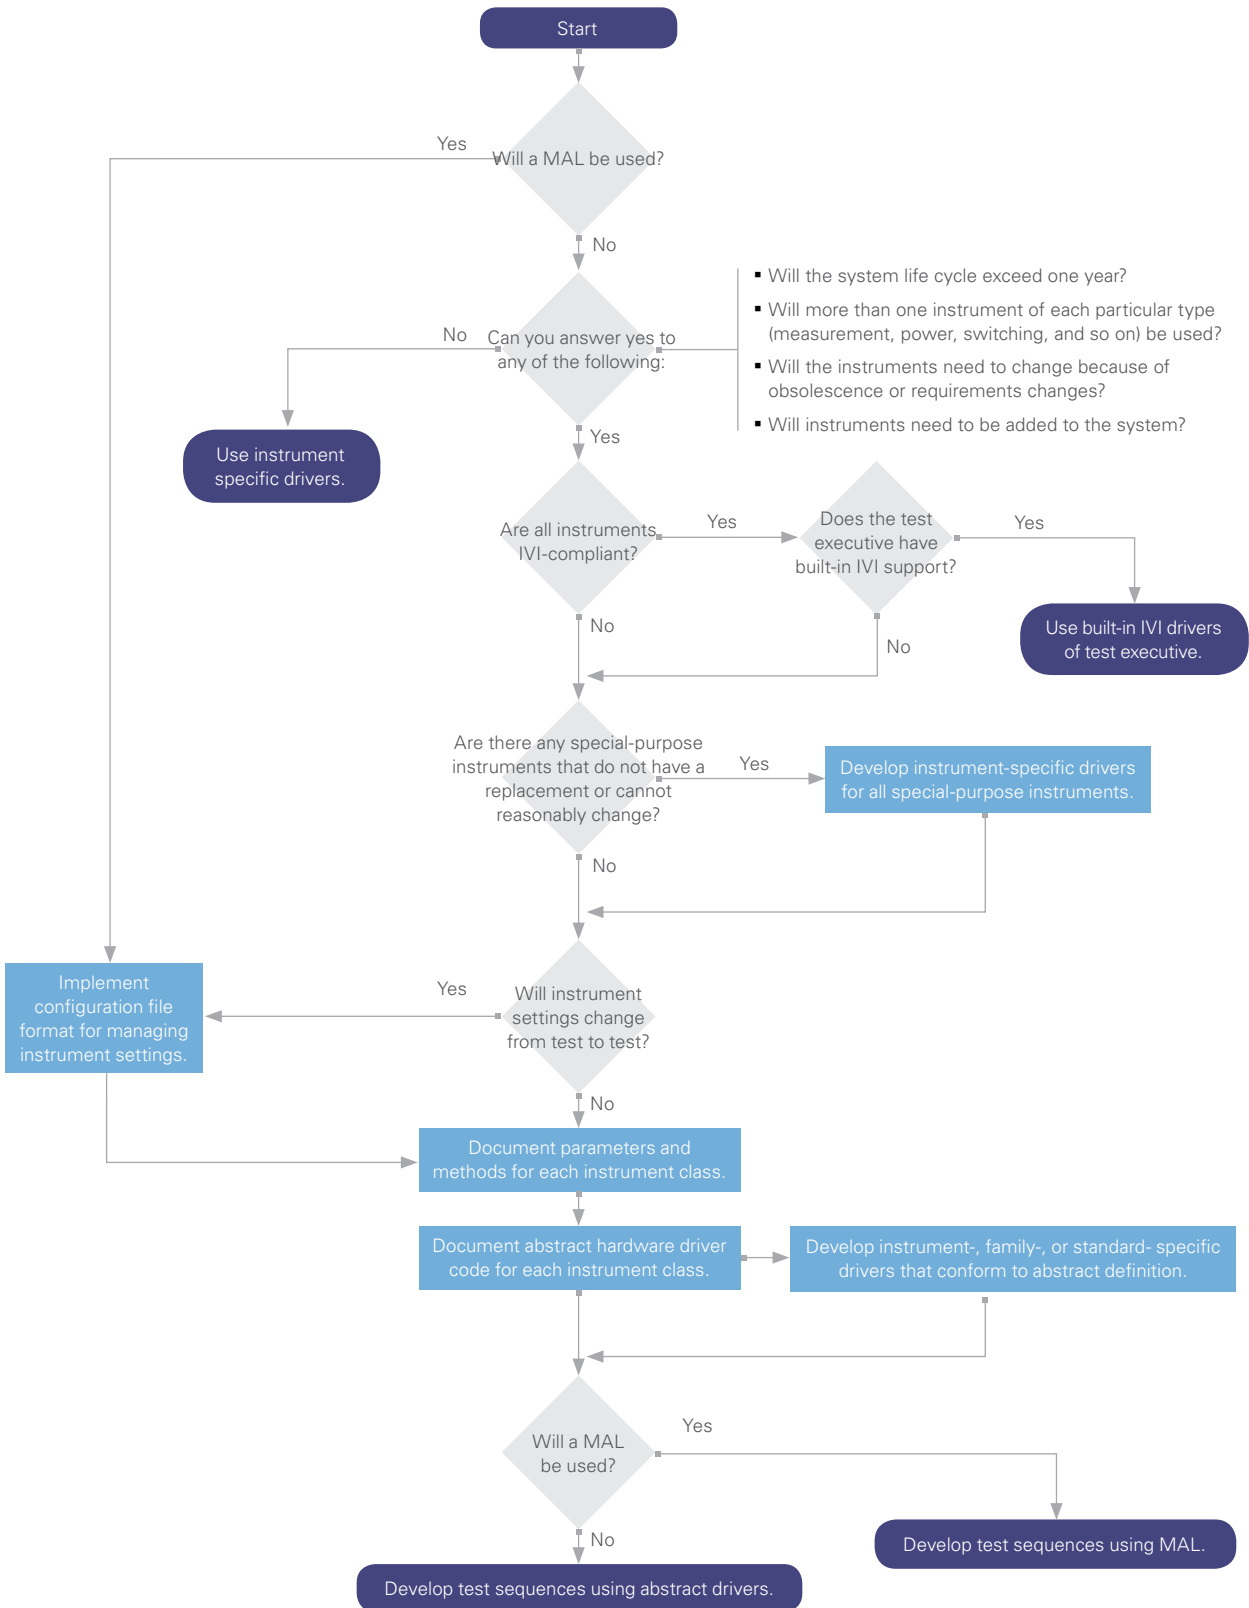 Start
Yes
Will a MAL be used?
No
▪ Will the system life cycle exceed one year?
▪ Will more than one instrument of each particular type
(measurement, power, switching, and so on) be used?
▪ Will the instruments need to change because of
obsolescence or requirements changes?
▪ Will instruments need to be added to the system?
No
Can you answer yes to
any of the following:
Yes
Use instrument
specific drivers.
Are all instruments
IVI-compliant?
Yes
Does the test
executive have
built-in IVI support?
Yes
No
No
Use built-in IVI drivers
of test executive.
Are there any special-purpose
instruments that do not have a
replacement or cannot
reasonably change?
Yes
Develop instrument-specific drivers
for all special-purpose instruments.
No
Implement
configuration file
format for managing
instrument settings.
Yes
Will instrument
settings change
from test to test?
No
Document parameters and
methods for each instrument class.
Document abstract hardware driver
code for each instrument class.
Develop instrument-, family-, or standard- specific
drivers that conform to abstract definition.
Will a MAL
be used?
Yes
No
Develop test sequences using MAL.
Develop test sequences using abstract drivers.